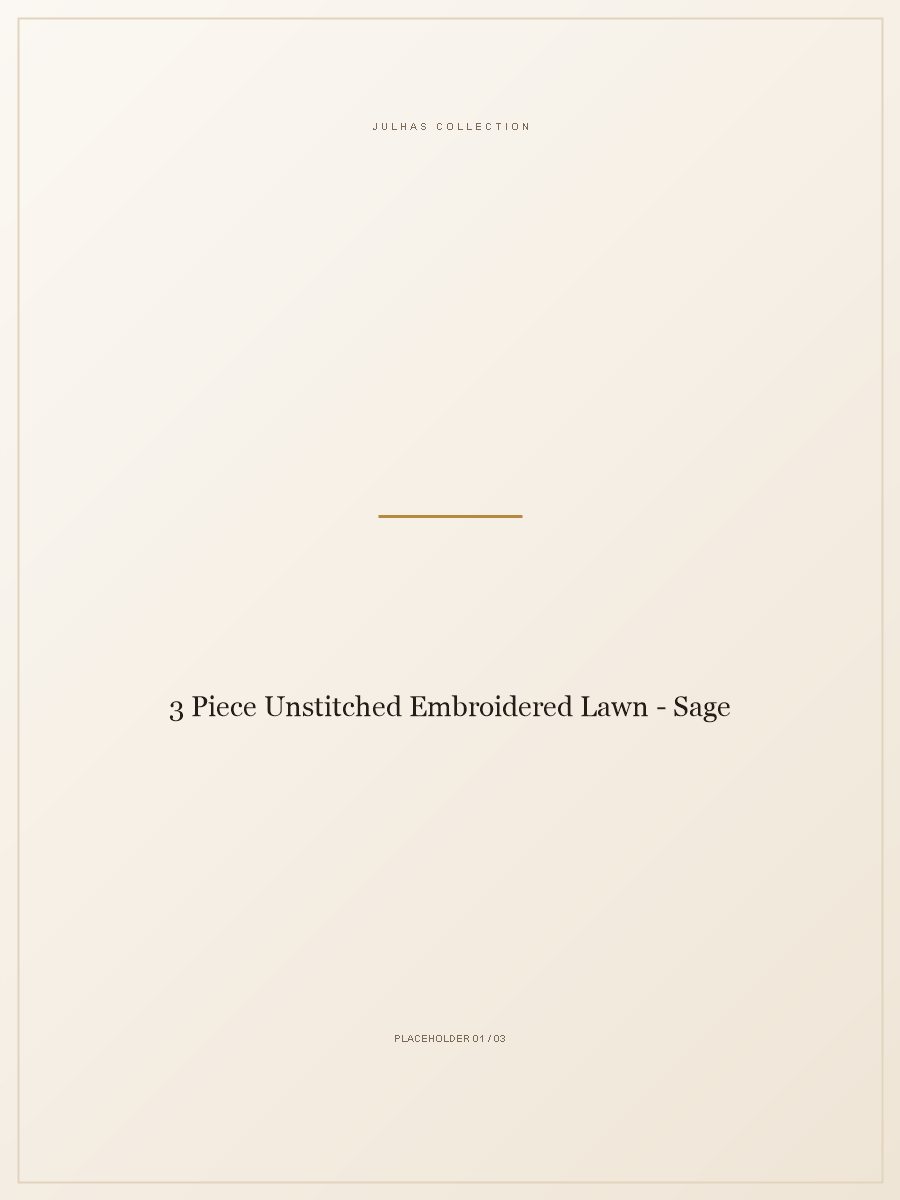 JULHAS COLLECTION
3 Piece Unstitched Embroidered Lawn - Sage
PLACEHOLDER 01 / 03